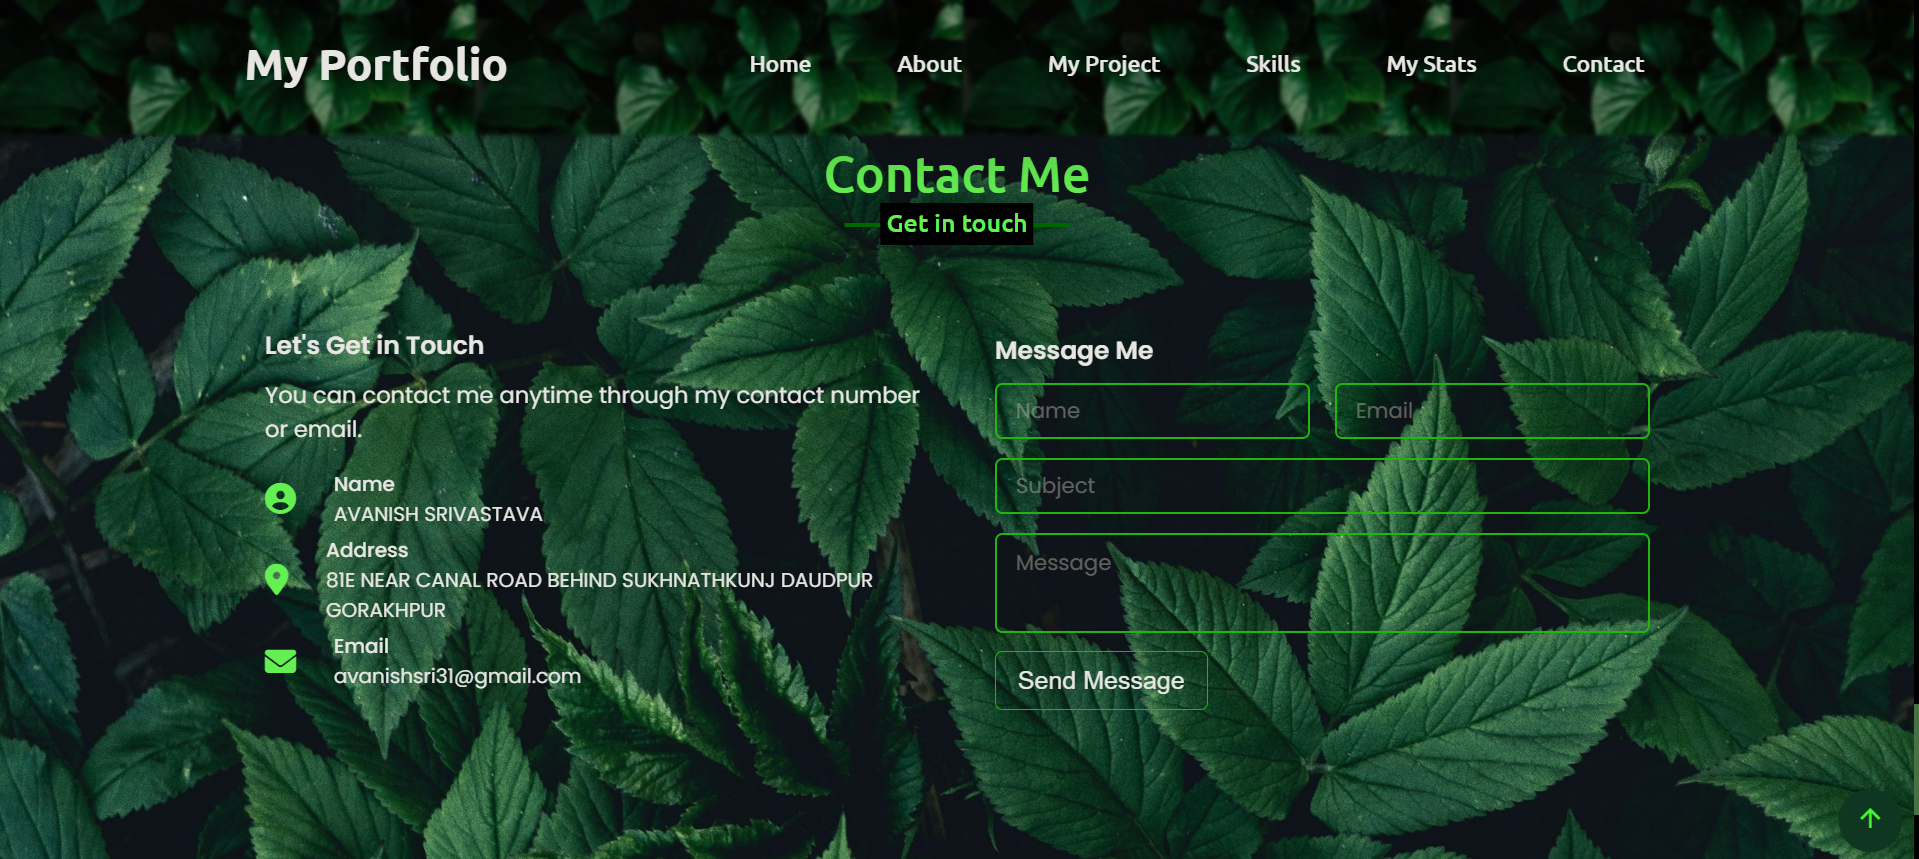 My Portfolio
Home
About
My Project
Skills
My Stats
Contact
Contact Me
Get in touch
Let's Get in Touch
You can contact me anytime through my contact number
or email.
Name
AVANISH SRIVASTAVA
Address
81E NEAR CANAL ROAD BEHIND SUKHNATHKUNJ DAUDPUR
GORAKHPUR
Email
avanishsri31@gmail.com
Message Me
Name
Email
Subject
Message
Send Message